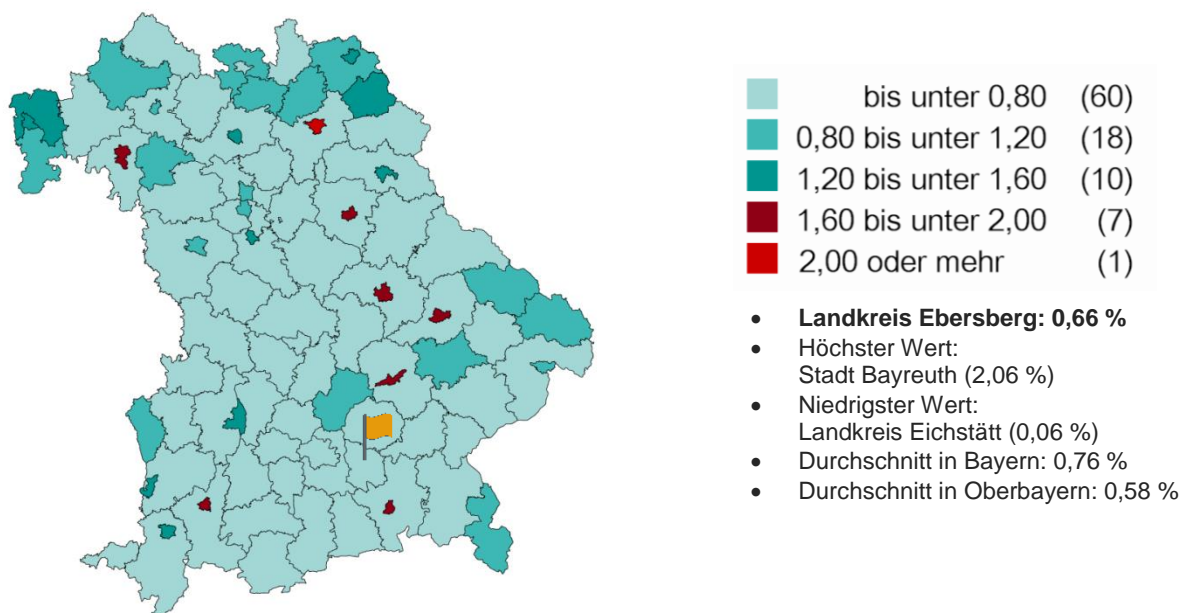 bis unter 0,80 (60)
0,80 bis unter 1,20 (18)
1,20 bis unter 1,60 (10)
1,60 bis unter 2,00 (7)
2,00 oder mehr (1)
• Landkreis Ebersberg: 0,66 %
• Höchster Wert:
Stadt Bayreuth (2,06 %)
• Niedrigster Wert:
Landkreis Eichstätt (0,06 %)
• Durchschnitt in Bayern: 0,76 %
• Durchschnitt in Oberbayern: 0,58 %